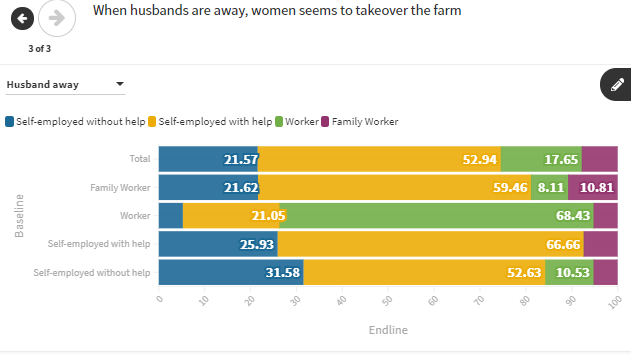 When husbands are away, women seems to takeover the farm
3 of 3
Husband away
Self-employed without help Self-employed with help Worker Family Worker
Baseline
Total 21.57 52.94 17.65
Family Worker 21.62 59.46 8.11 10.81
Worker 21.05 68.43
Self-employed with help 25.93 66.66
Self-employed without help 31.58 52.63 10.53
0 10 20 30 40 50 60 70 80 90 100
Endline